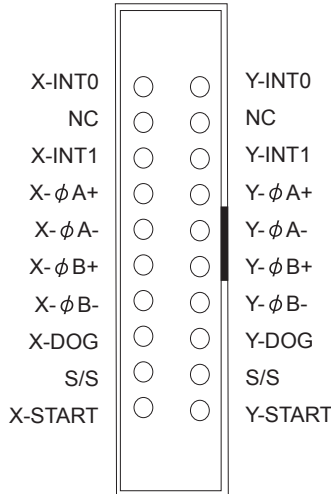 X-INT0 Y-INT0
NC NC
X-INT1 Y-INT1
X-ϕA+ Y-ϕA+
X-ϕA- Y-ϕA-
X-ϕB+ Y-ϕB+
X-ϕB- Y-ϕB-
X-DOG Y-DOG
S/S S/S
X-START Y-START